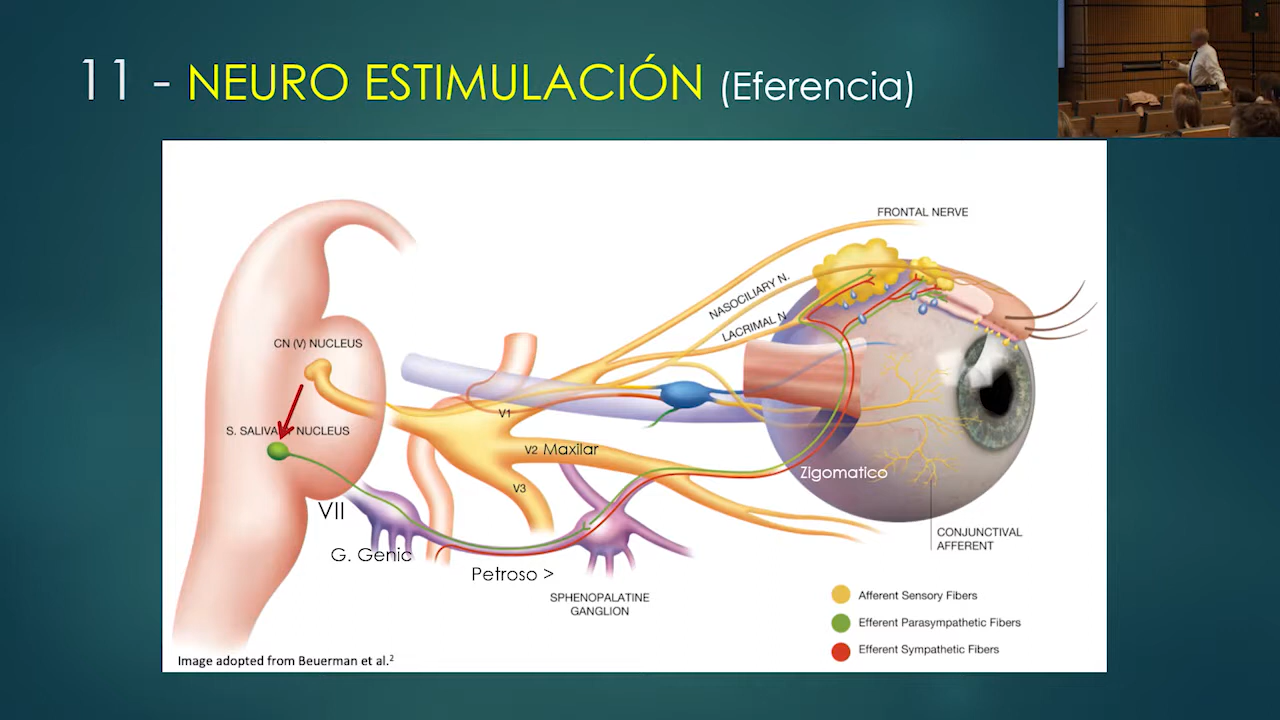 11 - NEURO ESTIMULACIÓN (Eferencia)
FRONTAL NERVE
NASOCILIARY N.
LACRIMAL N
CN (V) NUCLEUS
V1
S. SALIVA Y NUCLEUS
V2 Maxilar
Zigomatico
V3
VII
CONJUNCTIVAL
AFFERENT
G. Genic
Petroso >
SPHENOPALATINE
GANGLION
Afferent Sensory Fibers
Efferent Parasympathetic Fibers
Efferent Sympathetic Fibers
Image adopted from Beuerman et al.²